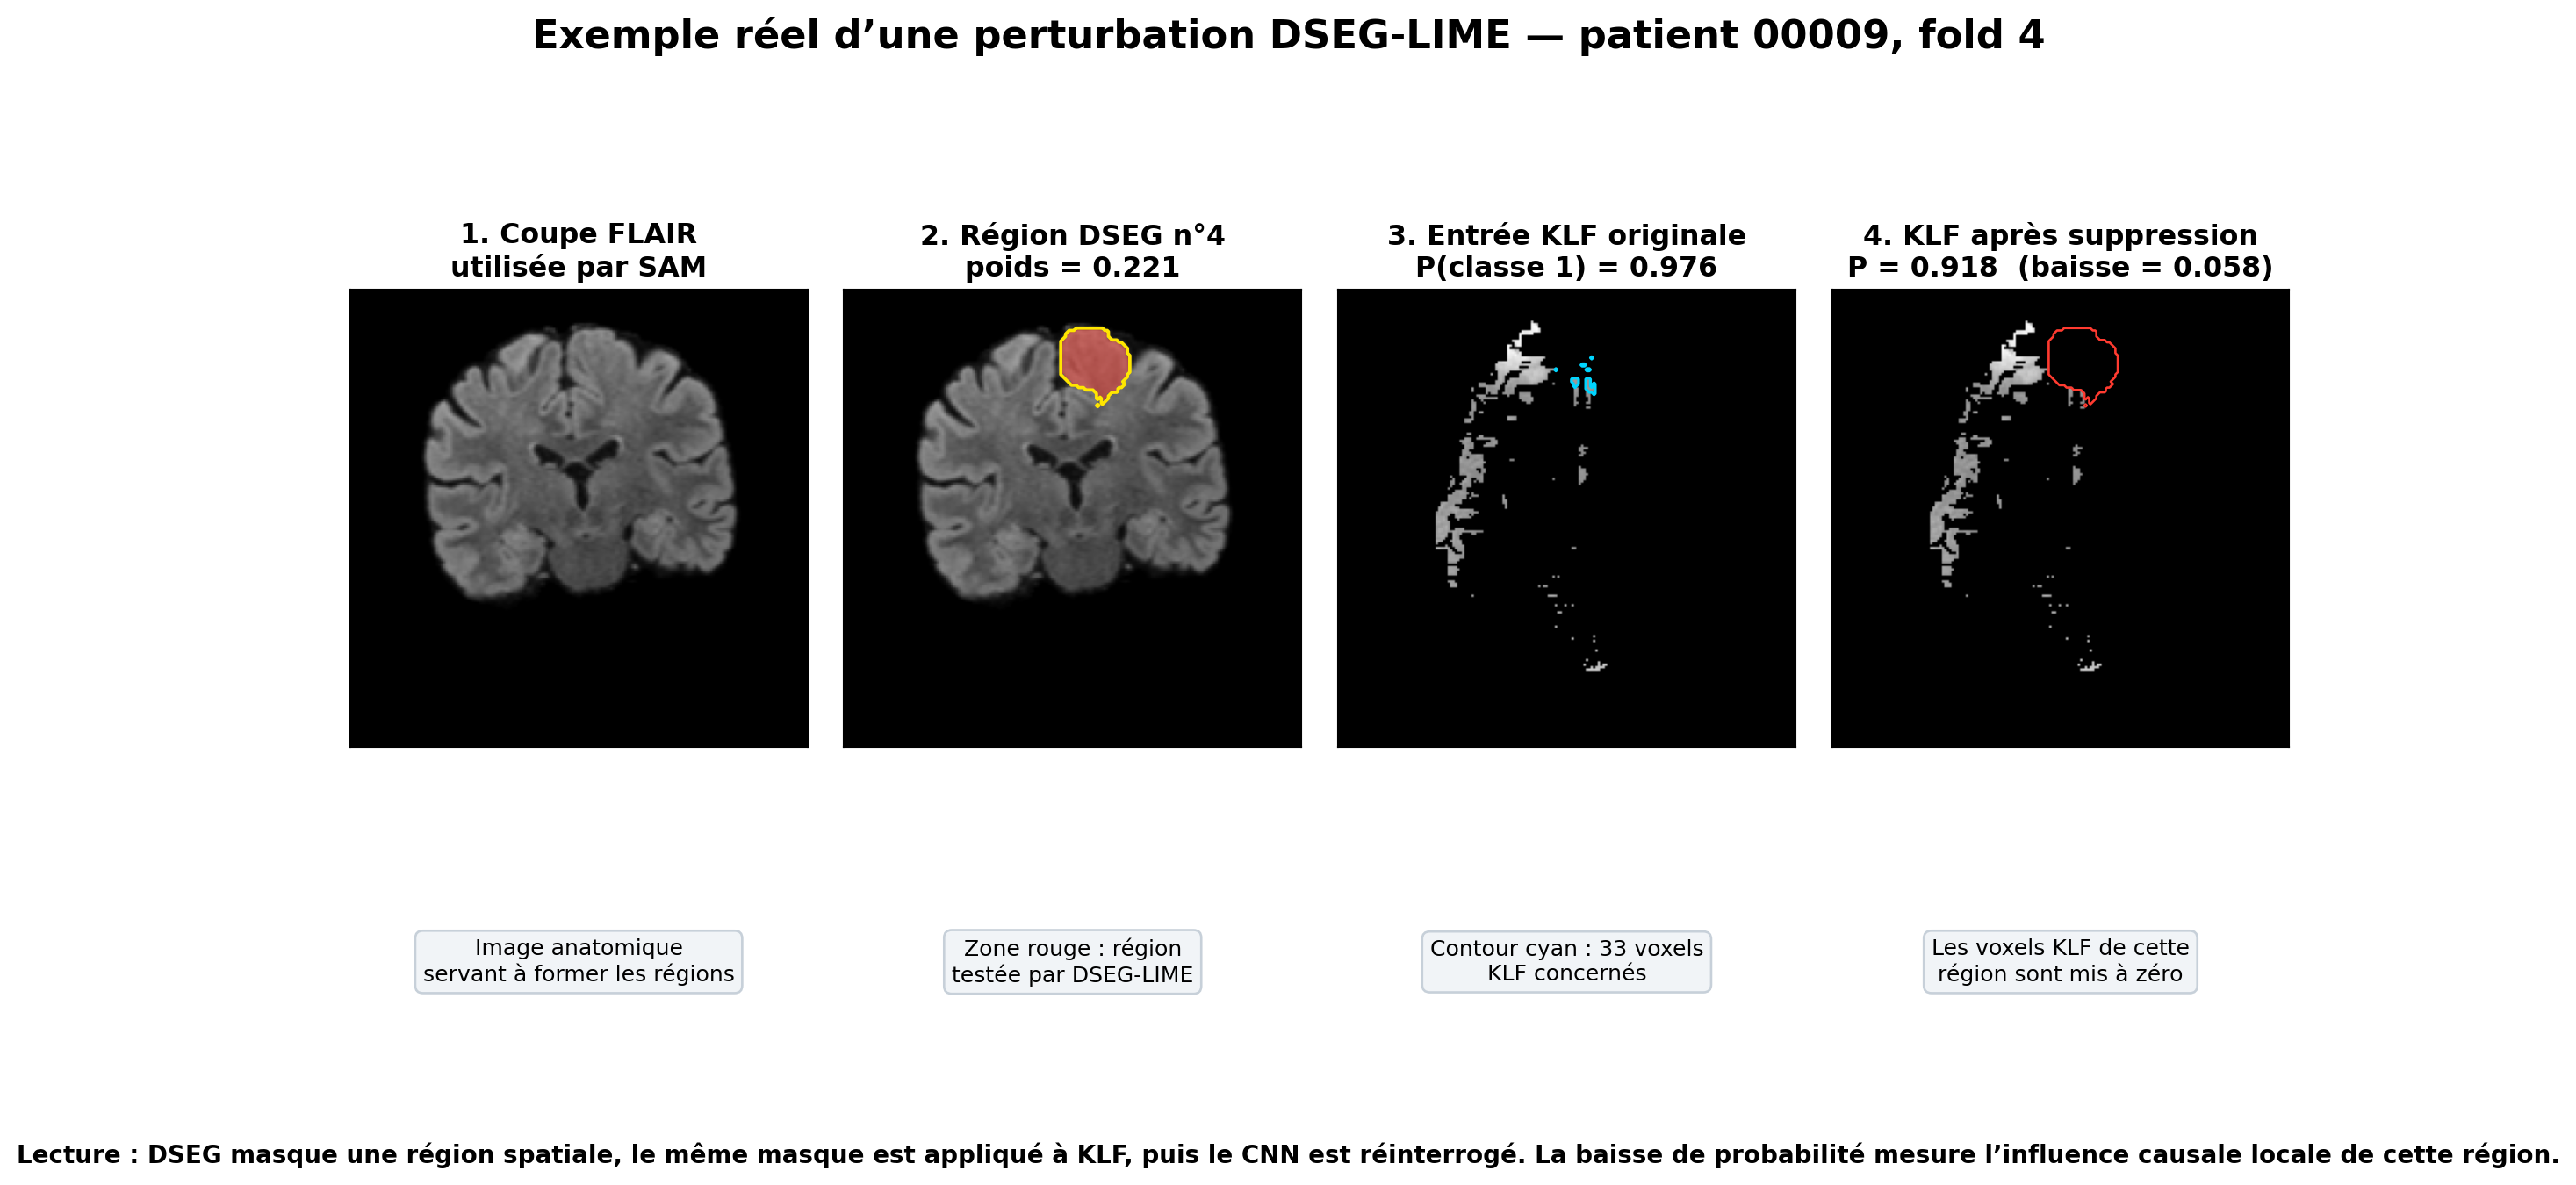 Exemple réel d’une perturbation DSEG-LIME — patient 00009, fold 4
1. Coupe FLAIR
utilisée par SAM
2. Région DSEG n°4
poids = 0.221
3. Entrée KLF originale
P(classe 1) = 0.976
4. KLF après suppression
P = 0.918  (baisse = 0.058)
Image anatomique
servant à former les régions
Zone rouge : région
testée par DSEG-LIME
Contour cyan : 33 voxels
KLF concernés
Les voxels KLF de cette
région sont mis à zéro
Lecture : DSEG masque une région spatiale, le même masque est appliqué à KLF, puis le CNN est réinterrogé. La baisse de probabilité mesure l’influence causale locale de cette région.